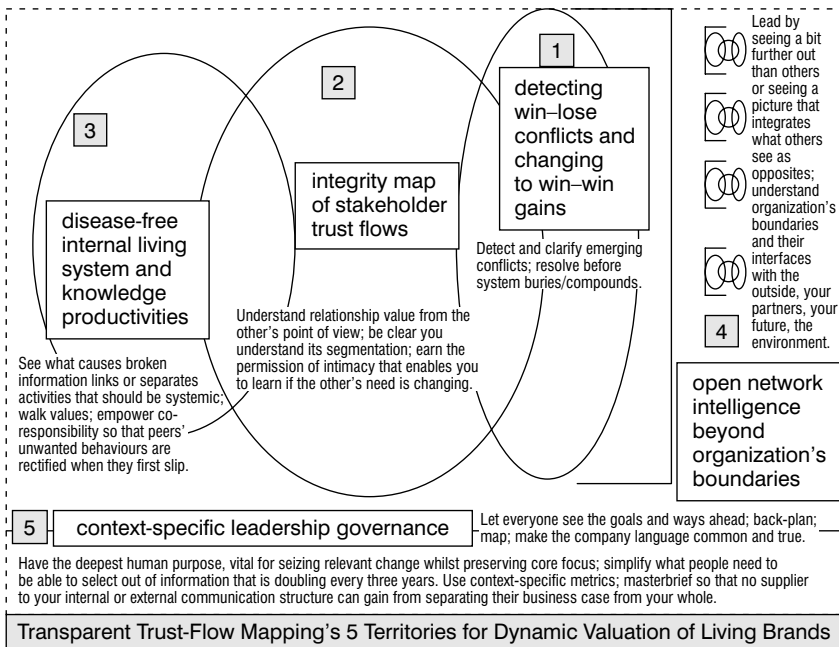 1
detecting
win–lose
conflicts and
changing
to win–win
gains
Detect and clarify emerging
conflicts; resolve before
system buries/compounds.
2
integrity map
of stakeholder
trust flows
Understand relationship value from the
other's point of view; be clear you
understand its segmentation; earn the
permission of intimacy that enables you
to learn if the other's need is changing.
3
disease-free
internal living
system and
knowledge
productivities
See what causes broken
information links or separates
activities that should be systemic;
walk values; empower co-
responsibility so that peers'
unwanted behaviours are
rectified when they first slip.
Lead by
seeing a bit
further out
than others
or seeing a
picture that
integrates
what others
see as
opposites;
understand
organization's
boundaries
and their
interfaces
with the
outside, your
partners, your
future, the
environment.
4
open network
intelligence
beyond
organization's
boundaries
5
context-specific leadership governance
Let everyone see the goals and ways ahead; back-plan;
map; make the company language common and true.
Have the deepest human purpose, vital for seizing relevant change whilst preserving core focus; simplify what people need to
be able to select out of information that is doubling every three years. Use context-specific metrics; masterbrief so that no supplier
to your internal or external communication structure can gain from separating their business case from your whole.
Transparent Trust-Flow Mapping's 5 Territories for Dynamic Valuation of Living Brands